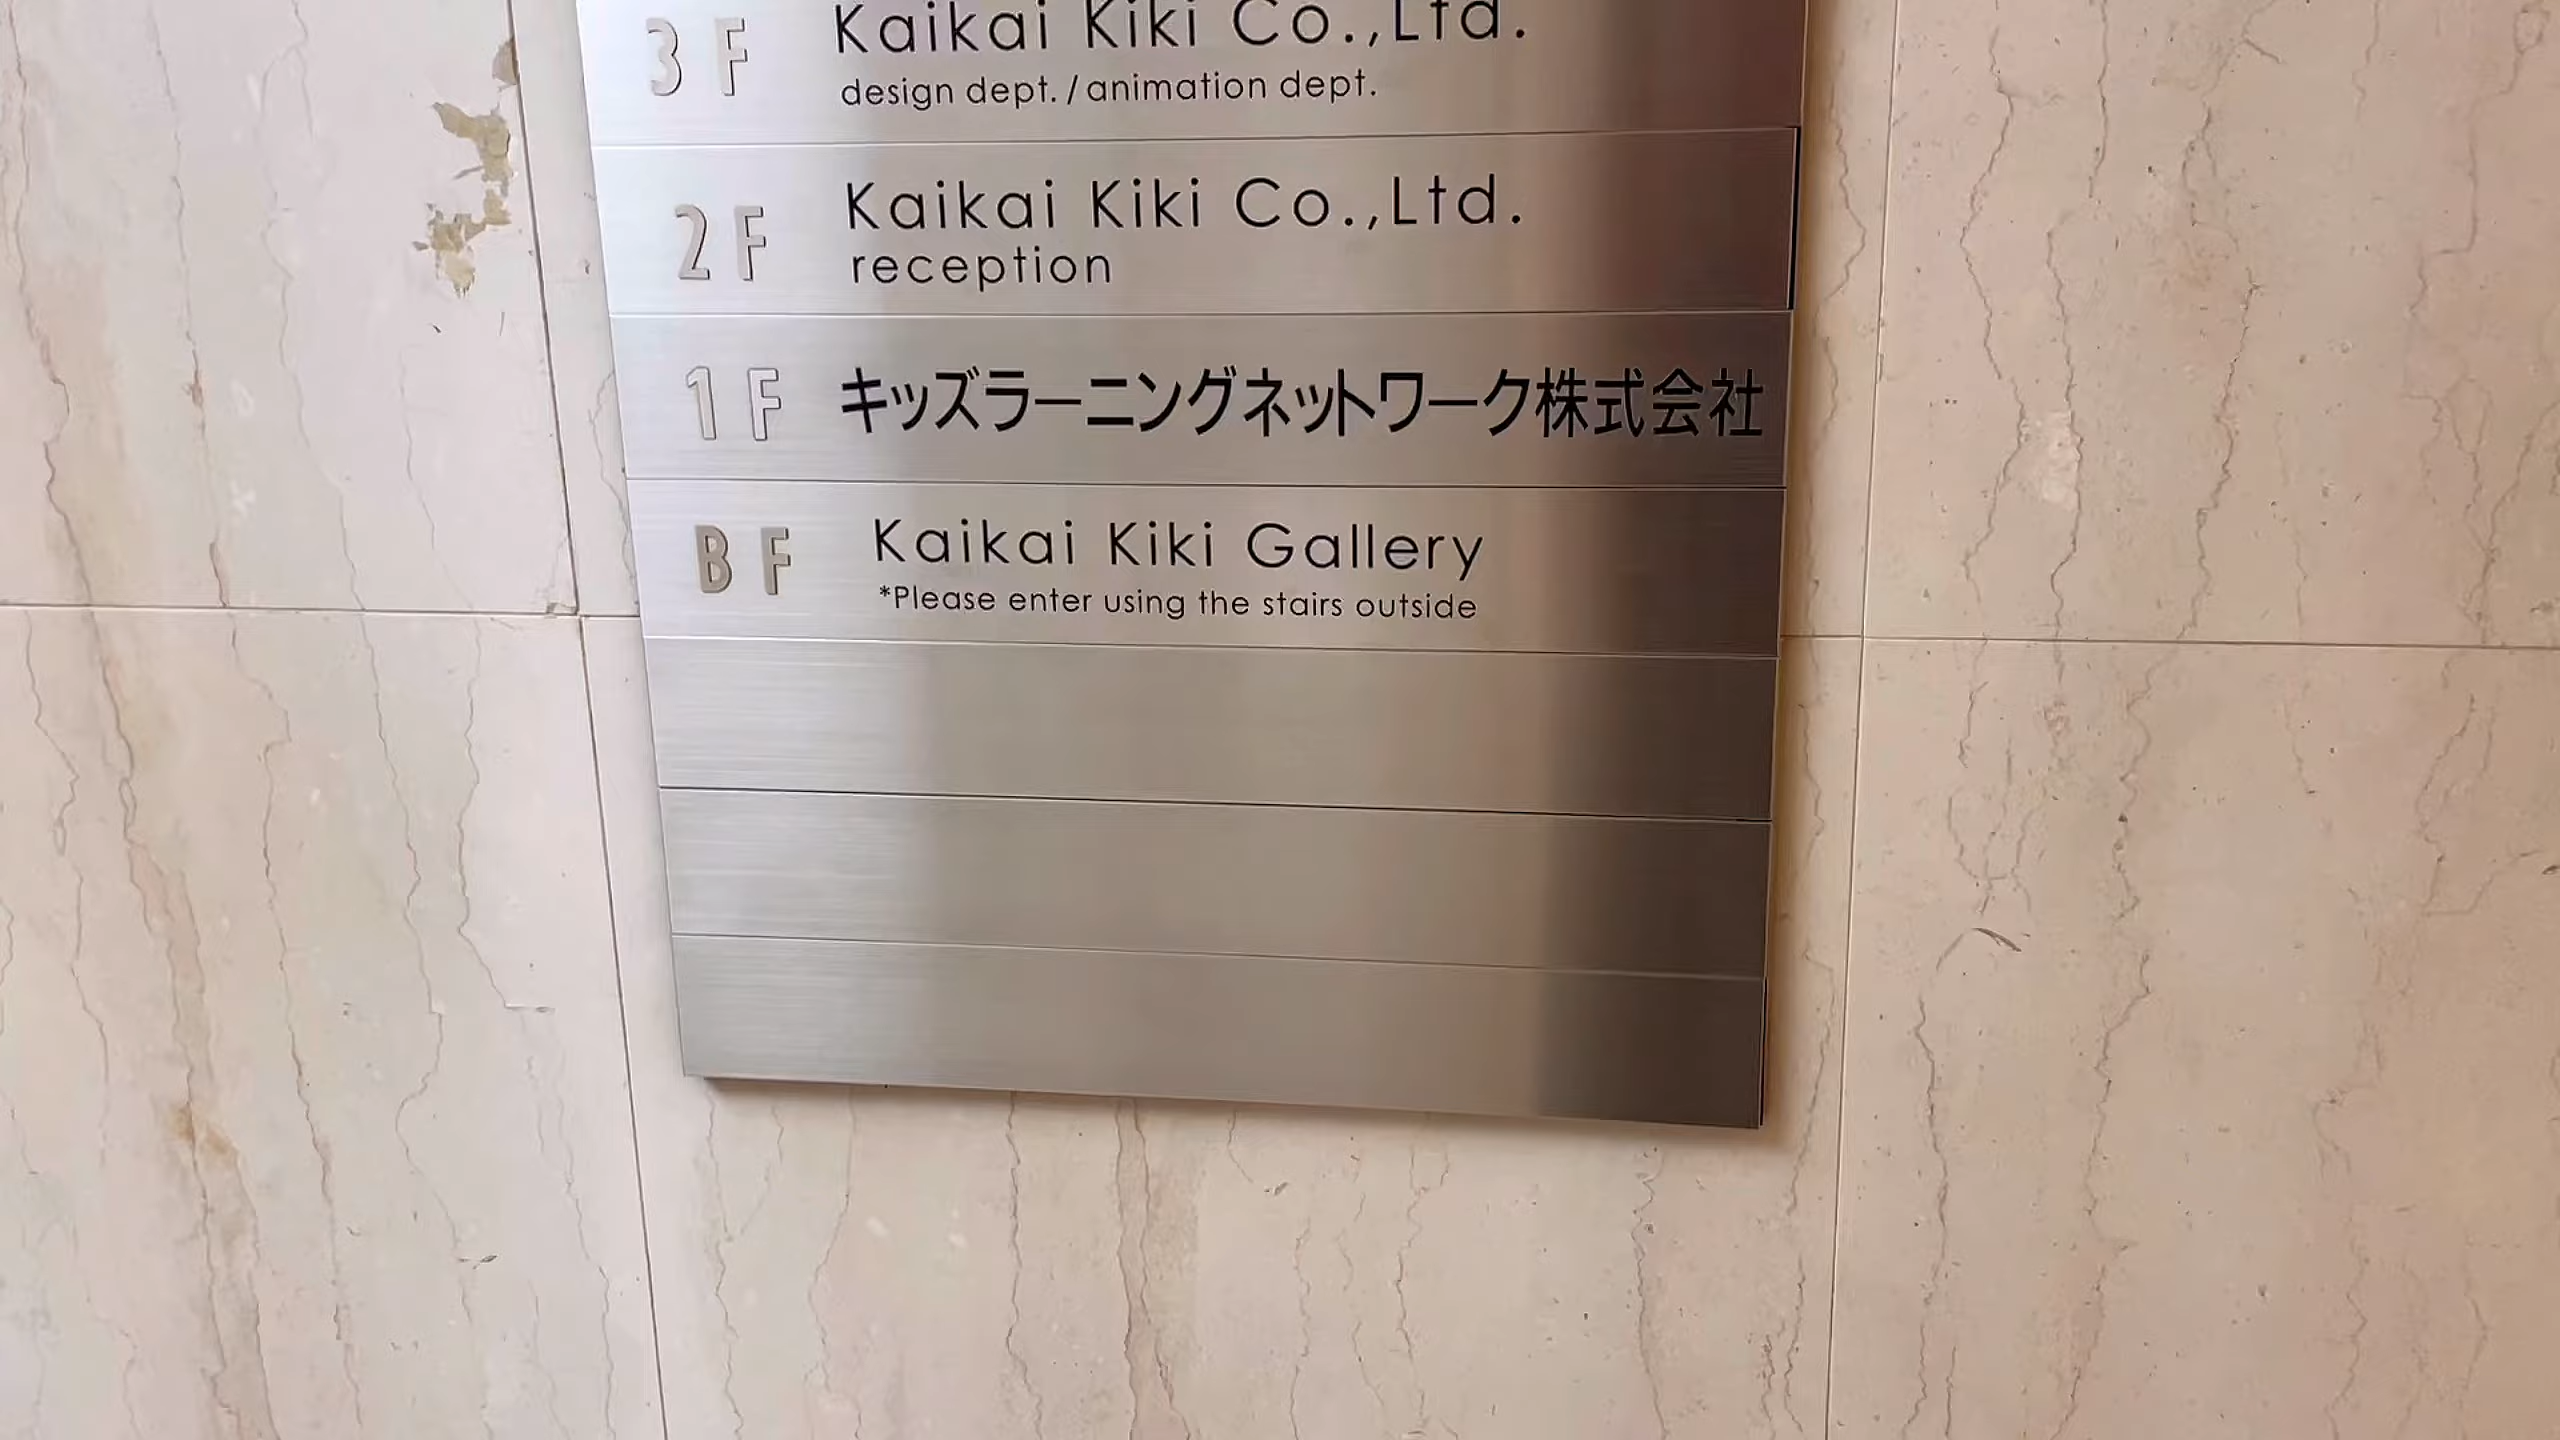 3F Kaikai Kiki Co.,Ltd.
design dept. / animation dept.
2F Kaikai Kiki Co.,Ltd.
reception
1F キッズラーニングネットワーク株式会社
BF Kaikai Kiki Gallery
*Please enter using the stairs outside